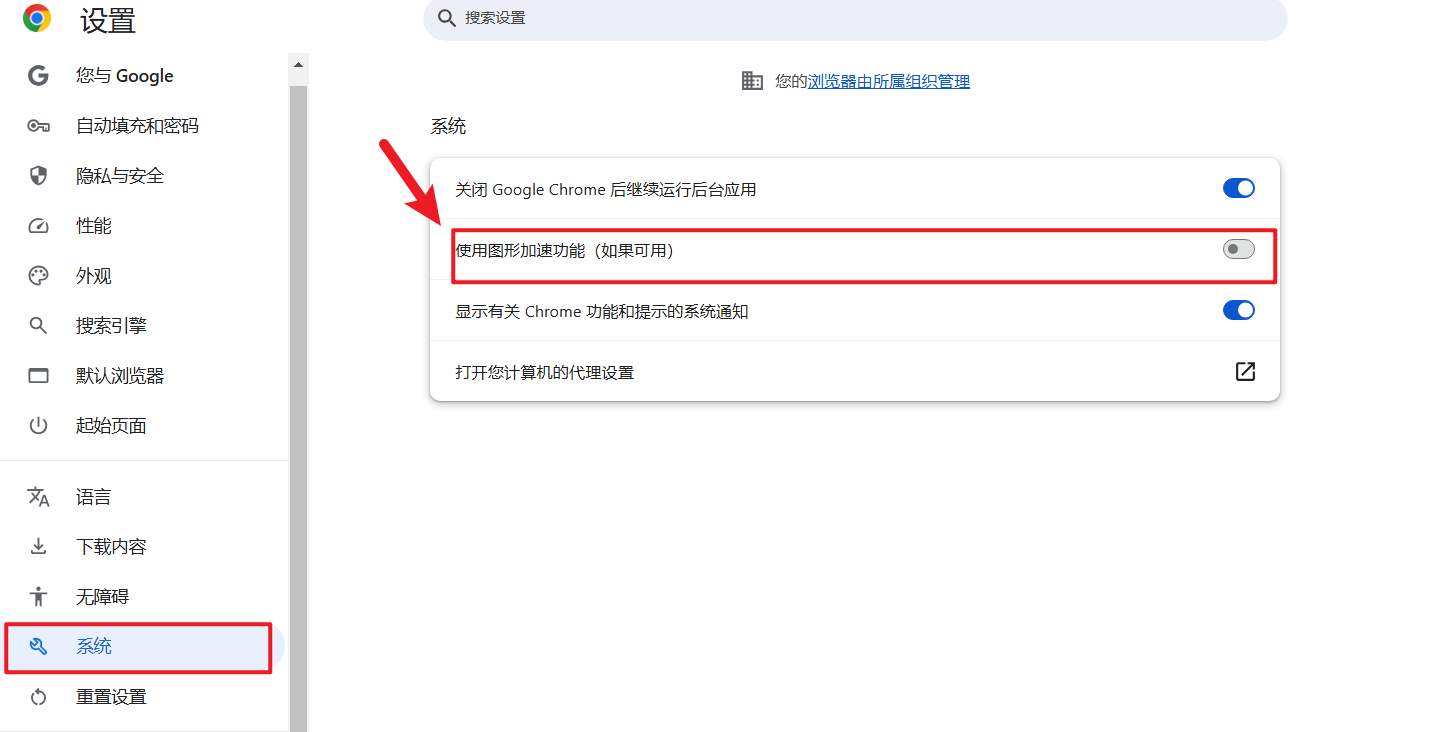 设置
搜索设置
您与 Google
自动填充和密码
隐私与安全
性能
外观
搜索引擎
默认浏览器
起始页面
语言
下载内容
无障碍
系统
重置设置
您的浏览器由所属组织管理
系统
关闭 Google Chrome 后继续运行后台应用
使用图形加速功能（如果可用）
显示有关 Chrome 功能和提示的系统通知
打开您计算机的代理设置